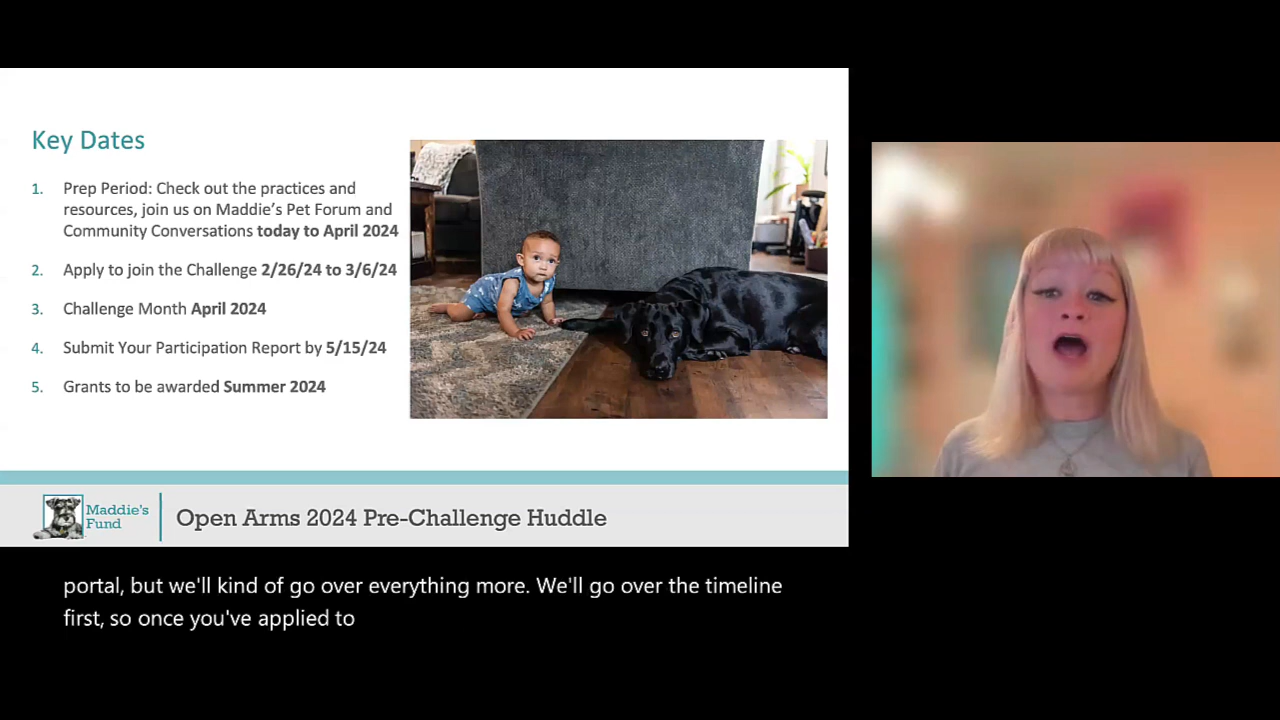 Key Dates
1. Prep Period: Check out the practices and
resources, join us on Maddie's Pet Forum and
Community Conversations today to April 2024
2. Apply to join the Challenge 2/26/24 to 3/6/24
3. Challenge Month April 2024
4. Submit Your Participation Report by 5/15/24
5. Grants to be awarded Summer 2024
Maddie's
Fund
Open Arms 2024 Pre-Challenge Huddle
portal, but we'll kind of go over everything more. We'll go over the timeline
first, so once you've applied to